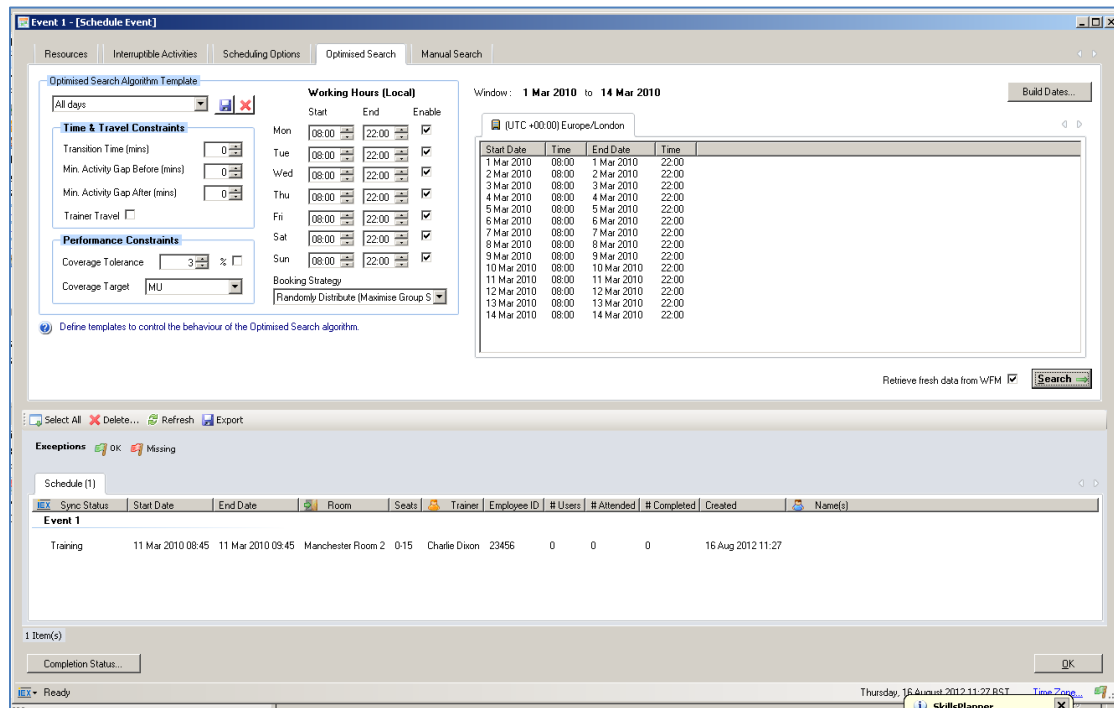 Event 1 - [Schedule Event]
Resources Interruptible Activities Scheduling Options Optimised Search Manual Search
Optimised Search Algorithm Template
All days
Time & Travel Constraints
Transition Time (mins) 0
Min. Activity Gap Before (mins) 0
Min. Activity Gap After (mins) 0
Trainer Travel
Performance Constraints
Coverage Tolerance 3 %
Coverage Target MU
Working Hours (Local)
Start End Enable
Mon 08:00 22:00
Tue 08:00 22:00
Wed 08:00 22:00
Thu 08:00 22:00
Fri 08:00 22:00
Sat 08:00 22:00
Sun 08:00 22:00
Booking Strategy
Randomly Distribute (Maximise Group S
Define templates to control the behaviour of the Optimised Search algorithm.
Window : 1 Mar 2010 to 14 Mar 2010
Build Dates...
(UTC +00:00) Europe/London
Start Date Time End Date Time
1 Mar 2010 08:00 1 Mar 2010 22:00
2 Mar 2010 08:00 2 Mar 2010 22:00
3 Mar 2010 08:00 3 Mar 2010 22:00
4 Mar 2010 08:00 4 Mar 2010 22:00
5 Mar 2010 08:00 5 Mar 2010 22:00
6 Mar 2010 08:00 6 Mar 2010 22:00
7 Mar 2010 08:00 7 Mar 2010 22:00
8 Mar 2010 08:00 8 Mar 2010 22:00
9 Mar 2010 08:00 9 Mar 2010 22:00
10 Mar 2010 08:00 10 Mar 2010 22:00
11 Mar 2010 08:00 11 Mar 2010 22:00
12 Mar 2010 08:00 12 Mar 2010 22:00
13 Mar 2010 08:00 13 Mar 2010 22:00
14 Mar 2010 08:00 14 Mar 2010 22:00
Retrieve fresh data from WFM Search
Select All Delete... Refresh Export
Exceptions OK Missing
Schedule (1)
IEX Sync Status Start Date End Date Room Seats Trainer Employee ID # Users # Attended # Completed Created Name(s)
Event 1
Training 11 Mar 2010 08:45 11 Mar 2010 09:45 Manchester Room 2 0-15 Charlie Dixon 23456 0 0 0 16 Aug 2012 11:27
1 Item(s)
Completion Status... OK
IEX Ready Thursday, 16 August 2012 11:27 BST Time Zone...
SkillsPlanner